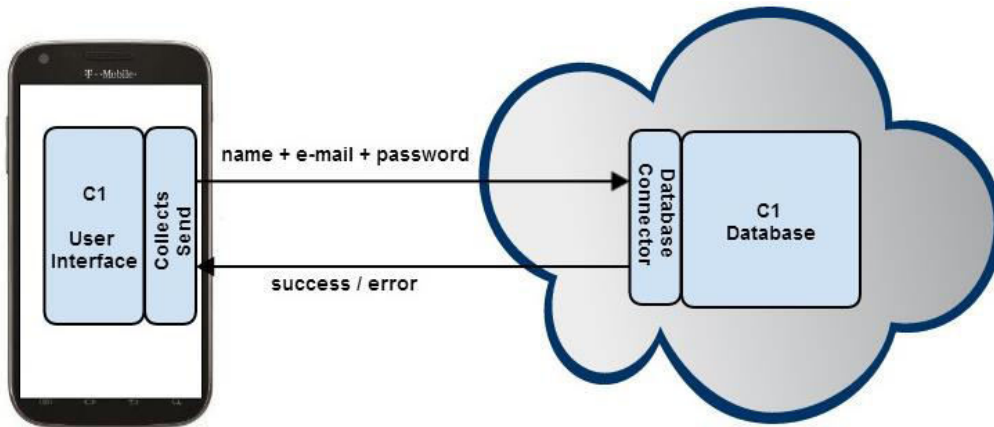 T··Mobile·
C1
User
Interface
Collects
Send
name + e-mail + password
success / error
Database
Connector
C1
Database